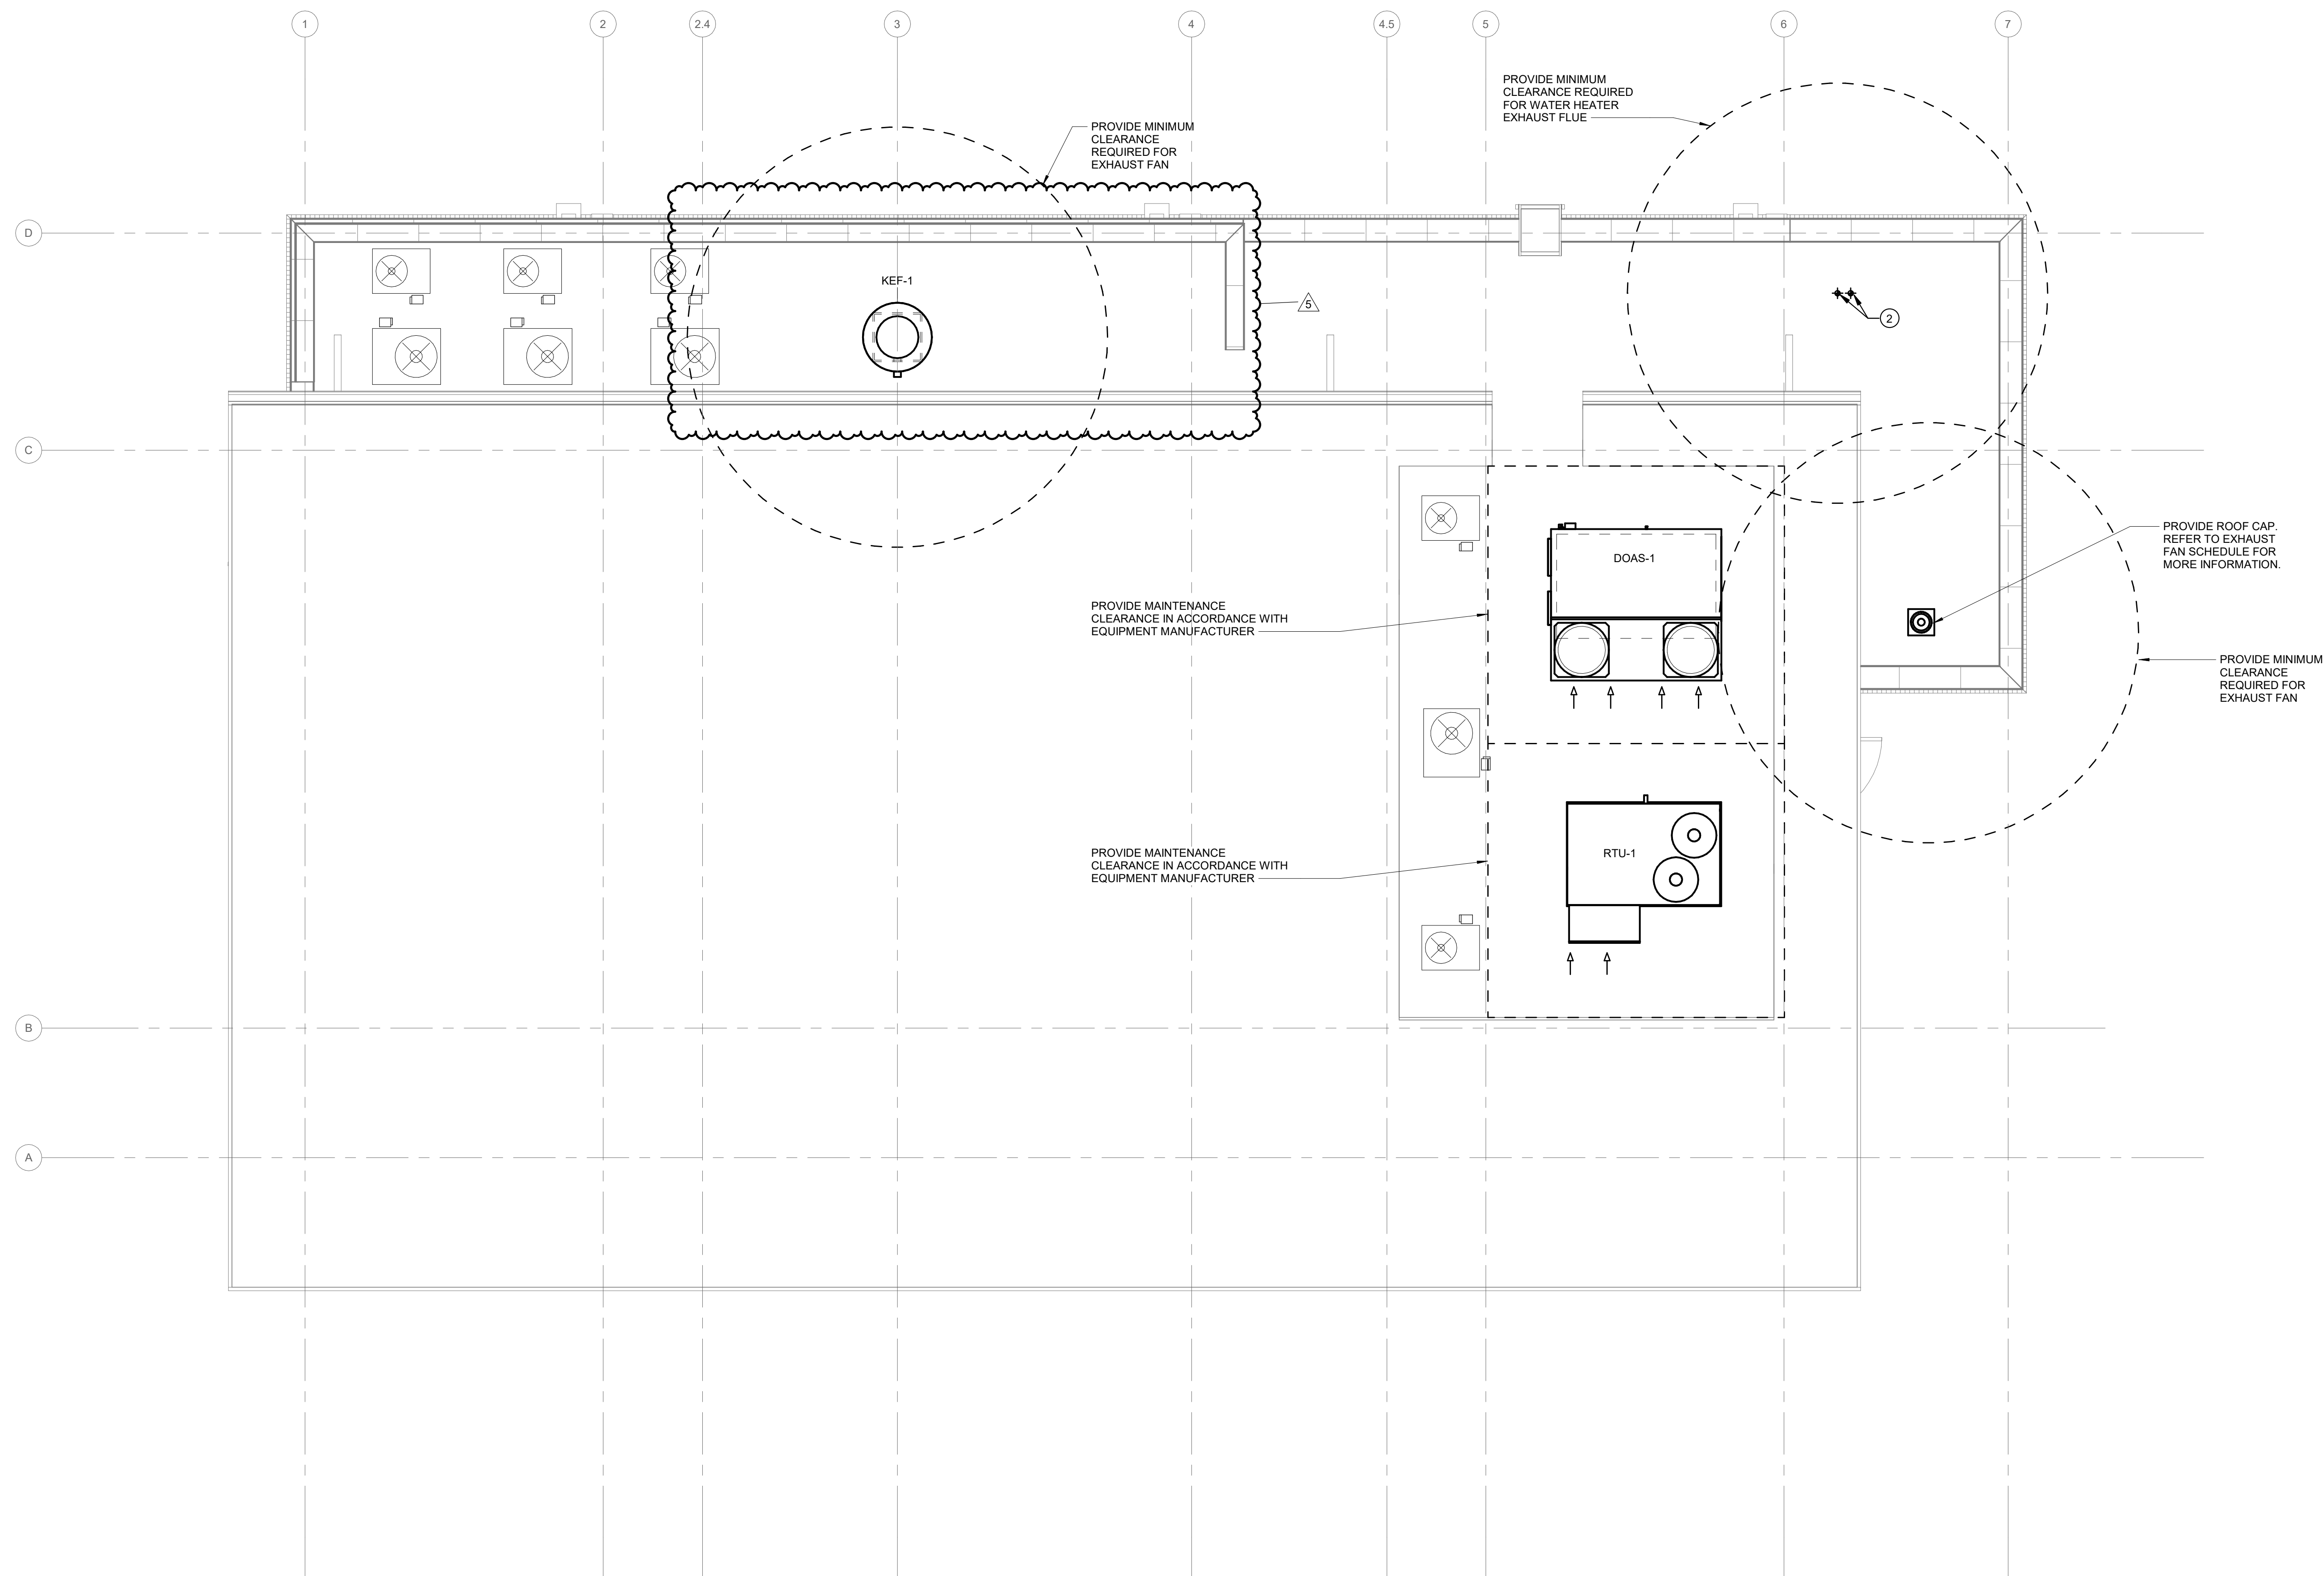 1
2
2.4
3
4
4.5
5
6
7
PROVIDE MINIMUM
CLEARANCE REQUIRED
FOR WATER HEATER
EXHAUST FLUE
PROVIDE MINIMUM
CLEARANCE
REQUIRED FOR
EXHAUST FAN
D
KEF-1
5
2
C
PROVIDE ROOF CAP.
REFER TO EXHAUST
FAN SCHEDULE FOR
MORE INFORMATION.
DOAS-1
PROVIDE MAINTENANCE
CLEARANCE IN ACCORDANCE WITH
EQUIPMENT MANUFACTURER
PROVIDE MINIMUM
CLEARANCE
REQUIRED FOR
EXHAUST FAN
PROVIDE MAINTENANCE
CLEARANCE IN ACCORDANCE WITH
EQUIPMENT MANUFACTURER
RTU-1
B
A